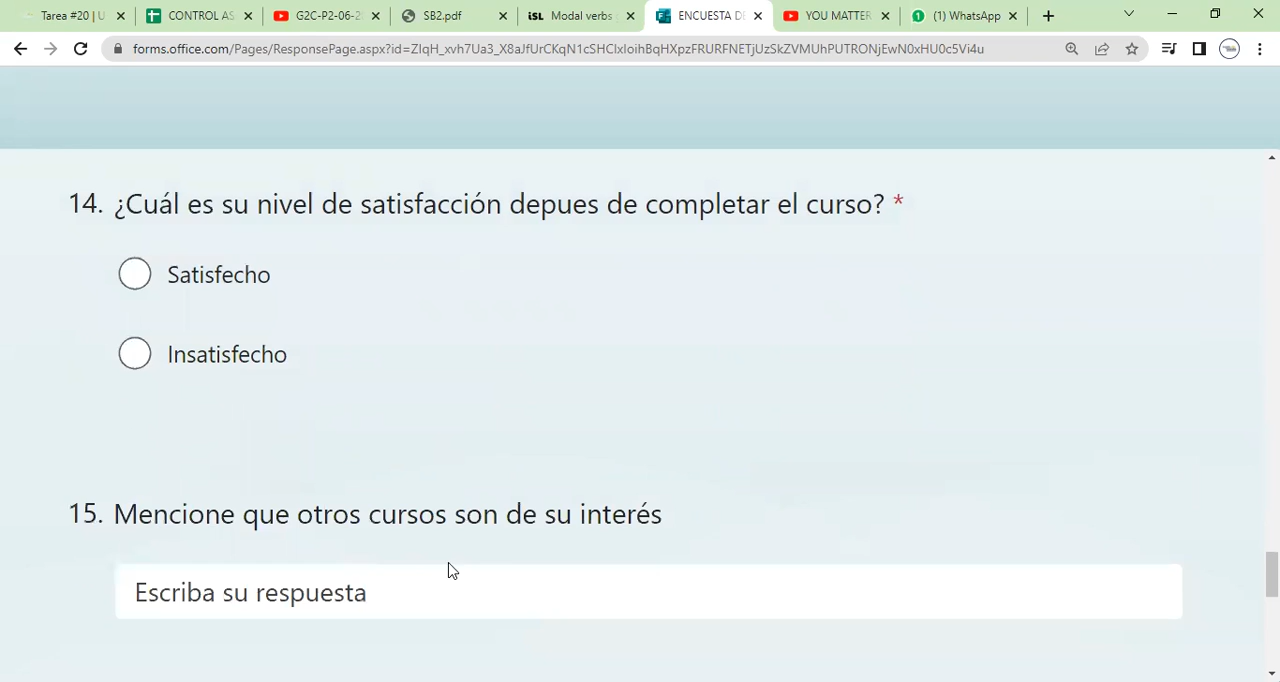 Tarea #20 | U
CONTROL AS
G2C-P2-06-2
SB2.pdf
iSL Modal verbs
ENCUESTA DE
YOU MATTER
(1) WhatsApp
forms.office.com/Pages/ResponsePage.aspx?id=ZIqH_xvh7Ua3_X8aJfUrCKqN1cSHClxloihBqHXpzFRURFNETjUzSkZVMUhPUTRONjEwN0xHU0c5Vi4u
14. ¿Cuál es su nivel de satisfacción depues de completar el curso? *
Satisfecho
Insatisfecho
15. Mencione que otros cursos son de su interés
Escriba su respuesta